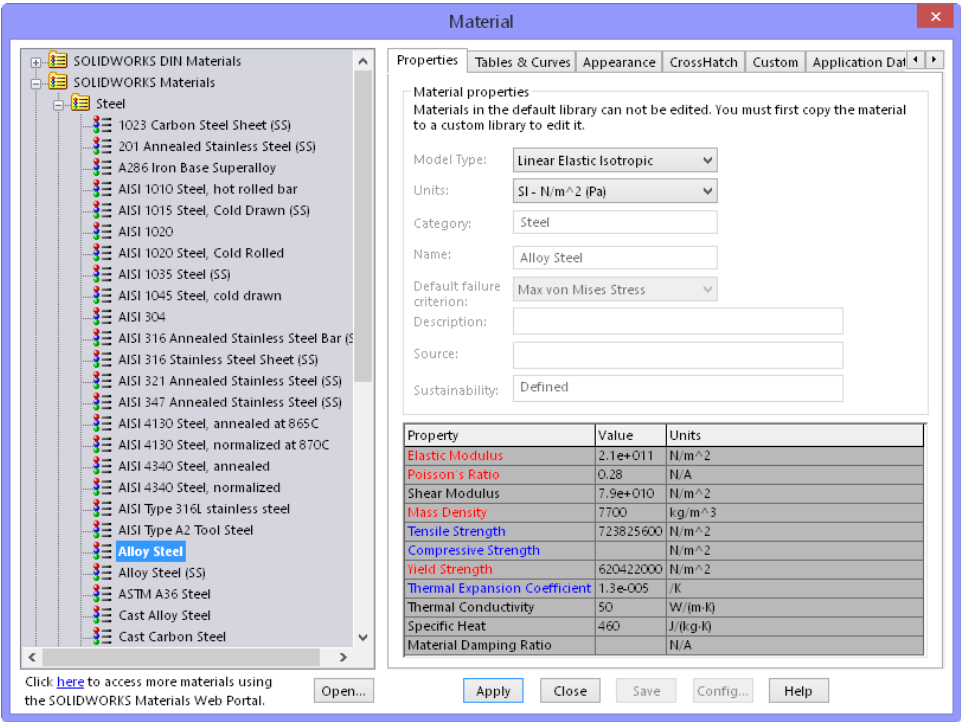 Material
SOLIDWORKS DIN Materials
SOLIDWORKS Materials
Steel
1023 Carbon Steel Sheet (SS)
201 Annealed Stainless Steel (SS)
A286 Iron Base Superalloy
AISI 1010 Steel, hot rolled bar
AISI 1015 Steel, Cold Drawn (SS)
AISI 1020
AISI 1020 Steel, Cold Rolled
AISI 1035 Steel (SS)
AISI 1045 Steel, cold drawn
AISI 304
AISI 316 Annealed Stainless Steel Bar (S
AISI 316 Stainless Steel Sheet (SS)
AISI 321 Annealed Stainless Steel (SS)
AISI 347 Annealed Stainless Steel (SS)
AISI 4130 Steel, annealed at 865C
AISI 4130 Steel, normalized at 870C
AISI 4340 Steel, annealed
AISI 4340 Steel, normalized
AISI Type 316L stainless steel
AISI Type A2 Tool Steel
Alloy Steel
Alloy Steel (SS)
ASTM A36 Steel
Cast Alloy Steel
Cast Carbon Steel
Click here to access more materials using
the SOLIDWORKS Materials Web Portal.
Open...
Properties Tables & Curves Appearance CrossHatch Custom Application Dat
Material properties
Materials in the default library can not be edited. You must first copy the material
to a custom library to edit it.
Model Type: Linear Elastic Isotropic
Units: SI - N/m^2 (Pa)
Category: Steel
Name: Alloy Steel
Default failure
criterion: Max von Mises Stress
Description:
Source:
Sustainability: Defined
Property Value Units
Elastic Modulus 2.1e+011 N/m^2
Poisson's Ratio 0.28 N/A
Shear Modulus 7.9e+010 N/m^2
Mass Density 7700 kg/m^3
Tensile Strength 723825600 N/m^2
Compressive Strength N/m^2
Yield Strength 620422000 N/m^2
Thermal Expansion Coefficient 1.3e-005 /K
Thermal Conductivity 50 W/(m·K)
Specific Heat 460 J/(kg·K)
Material Damping Ratio N/A
Apply Close Save Config... Help